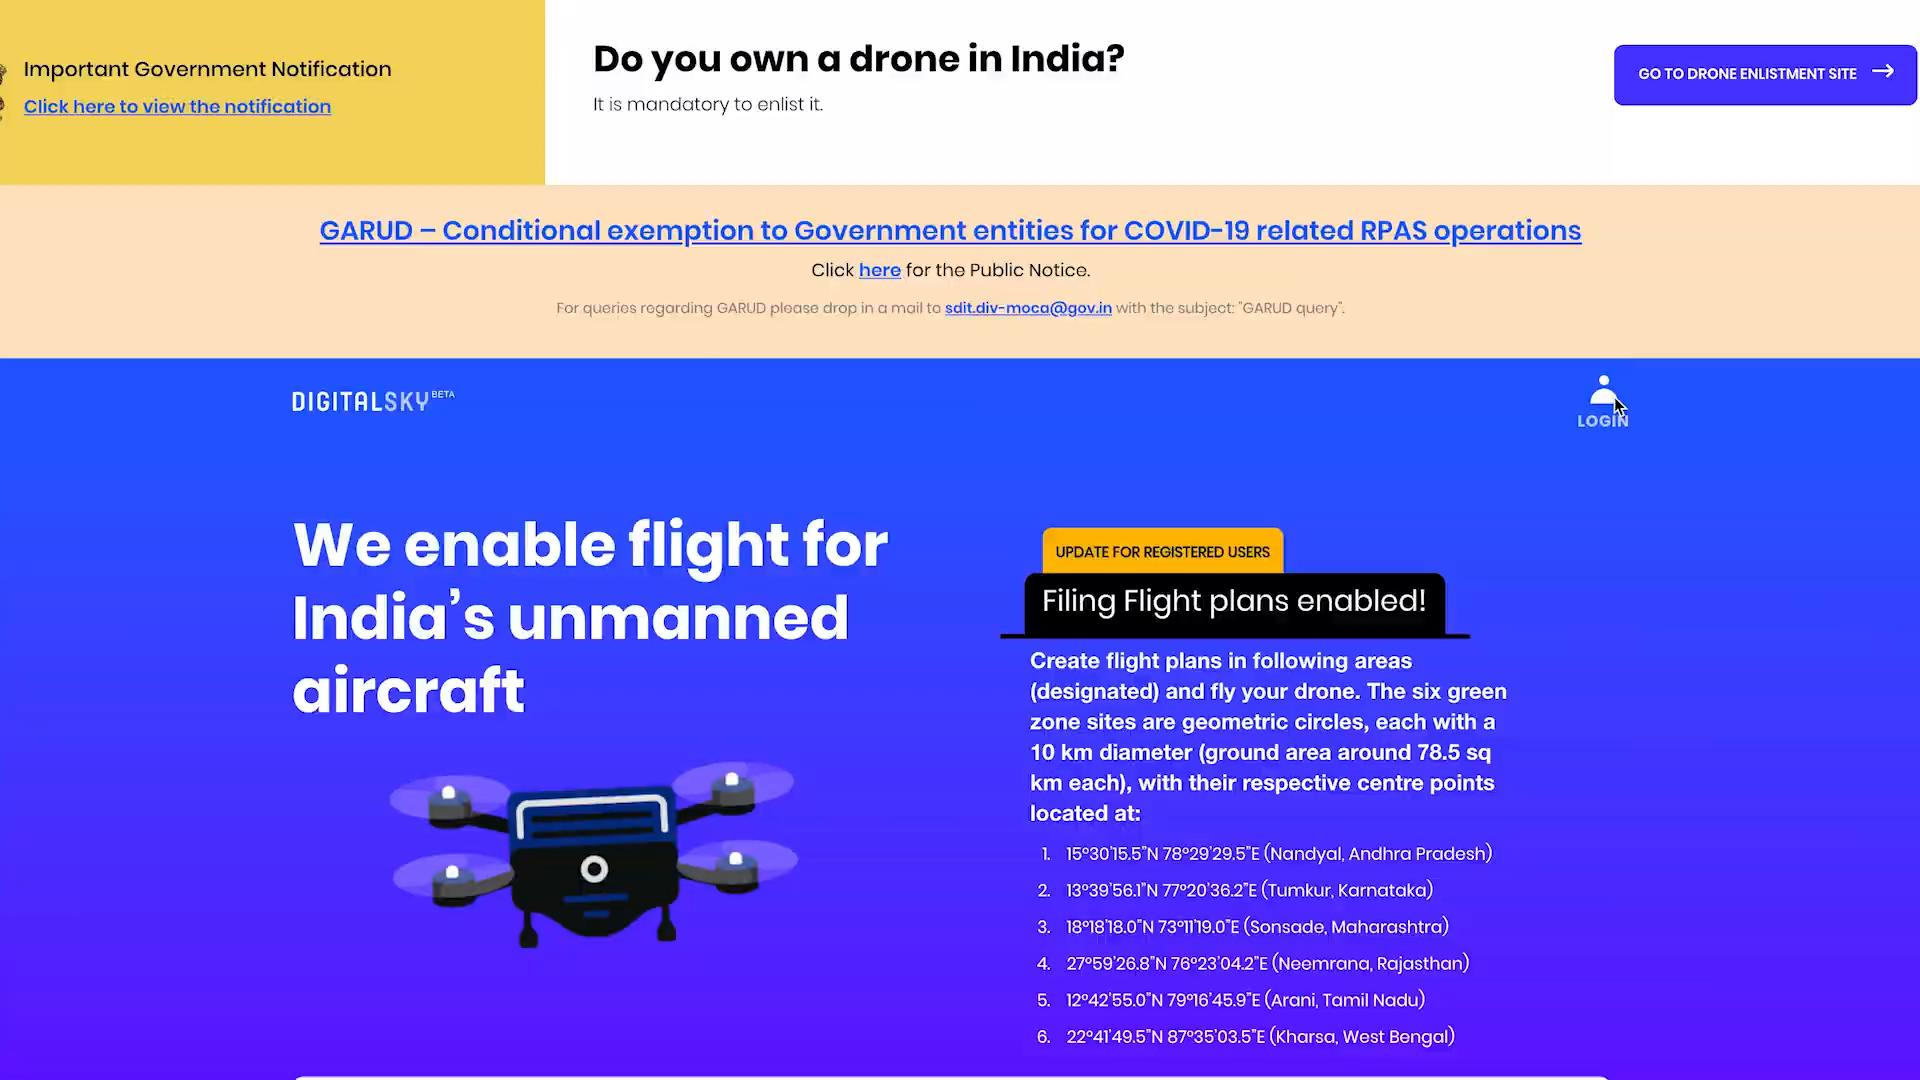 Important Government Notification
Click here to view the notification
Do you own a drone in India?
It is mandatory to enlist it.
GO TO DRONE ENLISTMENT SITE
GARUD – Conditional exemption to Government entities for COVID-19 related RPAS operations
Click here for the Public Notice.
For queries regarding GARUD please drop in a mail to sdit.div-moca@gov.in with the subject: "GARUD query".
DIGITALSKY BETA
LOGIN
We enable flight for
India's unmanned
aircraft
UPDATE FOR REGISTERED USERS
Filing Flight plans enabled!
Create flight plans in following areas
(designated) and fly your drone. The six green
zone sites are geometric circles, each with a
10 km diameter (ground area around 78.5 sq
km each), with their respective centre points
located at:
1. 15°30'15.5"N 78°29'29.5"E (Nandyal, Andhra Pradesh)
2. 13°39'56.1"N 77°20'36.2"E (Tumkur, Karnataka)
3. 18°18'18.0"N 73°11'19.0"E (Sonsade, Maharashtra)
4. 27°59'26.8"N 76°23'04.2"E (Neemrana, Rajasthan)
5. 12°42'55.0"N 79°16'45.9"E (Arani, Tamil Nadu)
6. 22°41'49.5"N 87°35'03.5"E (Kharsa, West Bengal)